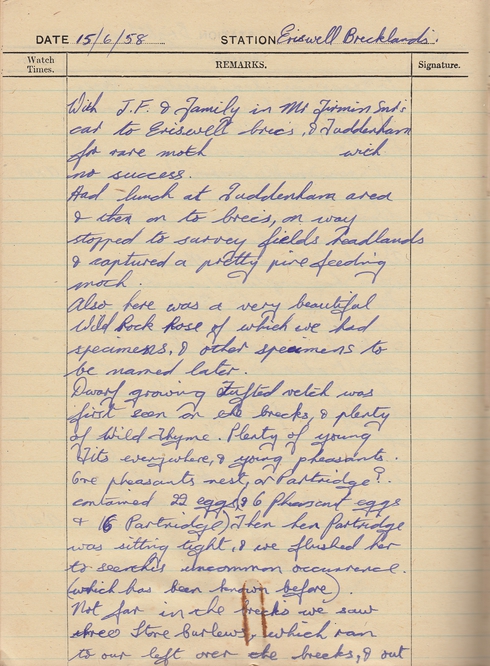 DATE 15/6/58 STATION Eriswell Brecklands.
Watch Times. REMARKS. Signature.
With J.F. & Family in Mr Firmin Snr's
car to Eriswell brecs, & Tuddenham
for rare moth with
no success.
Had lunch at Tuddenham area
& then on to brecs, on way
stopped to survey fields headlands
& captured a pretty pine feeding
moth.
Also here was a very beautiful
Wild Rock Rose of which we had
specimens, & other specimens to
be named later.
Dwarf growing Tufted vetch was
first seen on the brecks, & plenty
of Wild Thyme. Plenty of young
Tits everywhere, & young pheasants.
One pheasants nest, or Partridge?
contained 22 eggs (& 6 Pheasant eggs
& 16 Partridge) Then hen Partridge
was sitting tight, & we flushed her
to see this uncommon occurrence.
(which has been known before).
Not far in the brecks we saw
three Stone Curlews, which ran
to our left over the brecks, & out